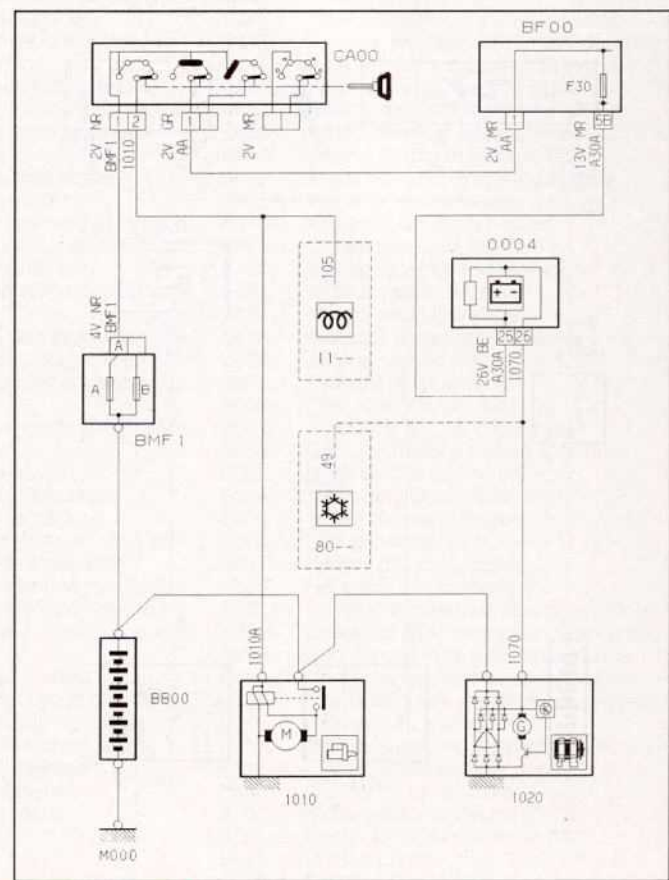 BF00
CA00
F30
1 2
1
1
5B
2V NR
BMF1
1010
2V GR
AA
2V MR
2V MR
AA
13V MR
A30A
0004
105
11--
25 26
26V BE
A30A
1070
4V NR
BMF1
A
A
B
BMF1
49
80--
BB00
1010A
1070
M
G
1010
1020
M000